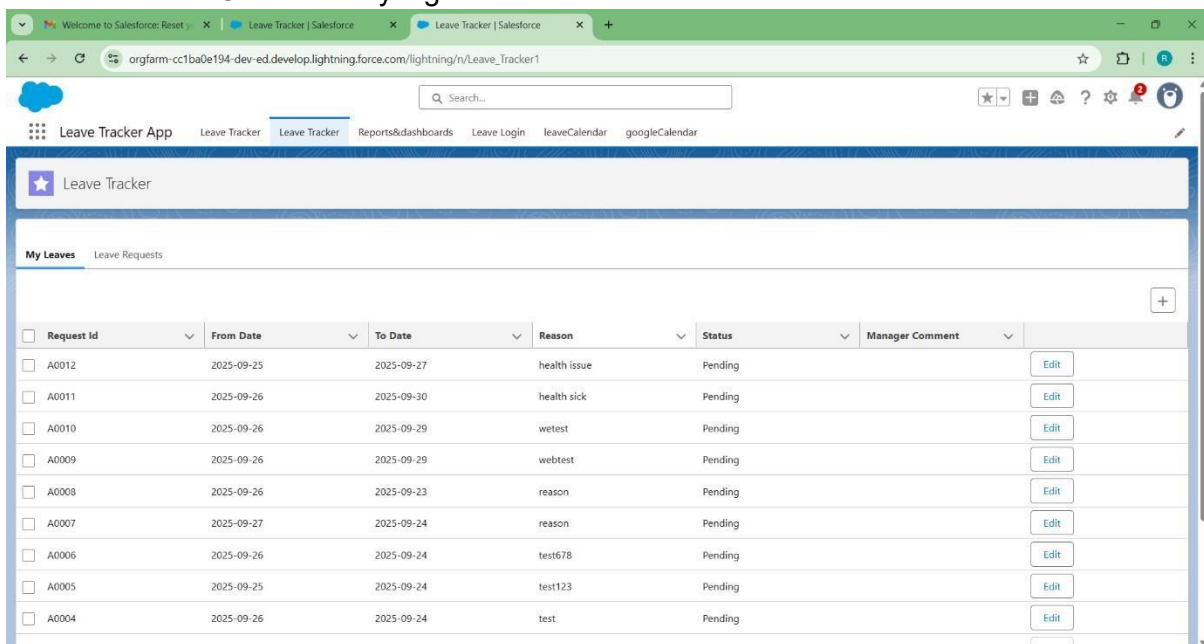 Welcome to Salesforce: Reset y
Leave Tracker | Salesforce
Leave Tracker | Salesforce
orgfarm-cc1ba0e194-dev-ed.develop.lightning.force.com/lightning/n/Leave_Tracker1
R
Search...
2
Leave Tracker App Leave Tracker Leave Tracker Reports&dashboards Leave Login leaveCalendar googleCalendar
Leave Tracker
My Leaves Leave Requests
Request Id From Date To Date Reason Status Manager Comment
A0012 2025-09-25 2025-09-27 health issue Pending Edit
A0011 2025-09-26 2025-09-30 health sick Pending Edit
A0010 2025-09-26 2025-09-29 wetest Pending Edit
A0009 2025-09-26 2025-09-29 webtest Pending Edit
A0008 2025-09-26 2025-09-23 reason Pending Edit
A0007 2025-09-27 2025-09-24 reason Pending Edit
A0006 2025-09-26 2025-09-24 test678 Pending Edit
A0005 2025-09-25 2025-09-24 test123 Pending Edit
A0004 2025-09-26 2025-09-24 test Pending Edit